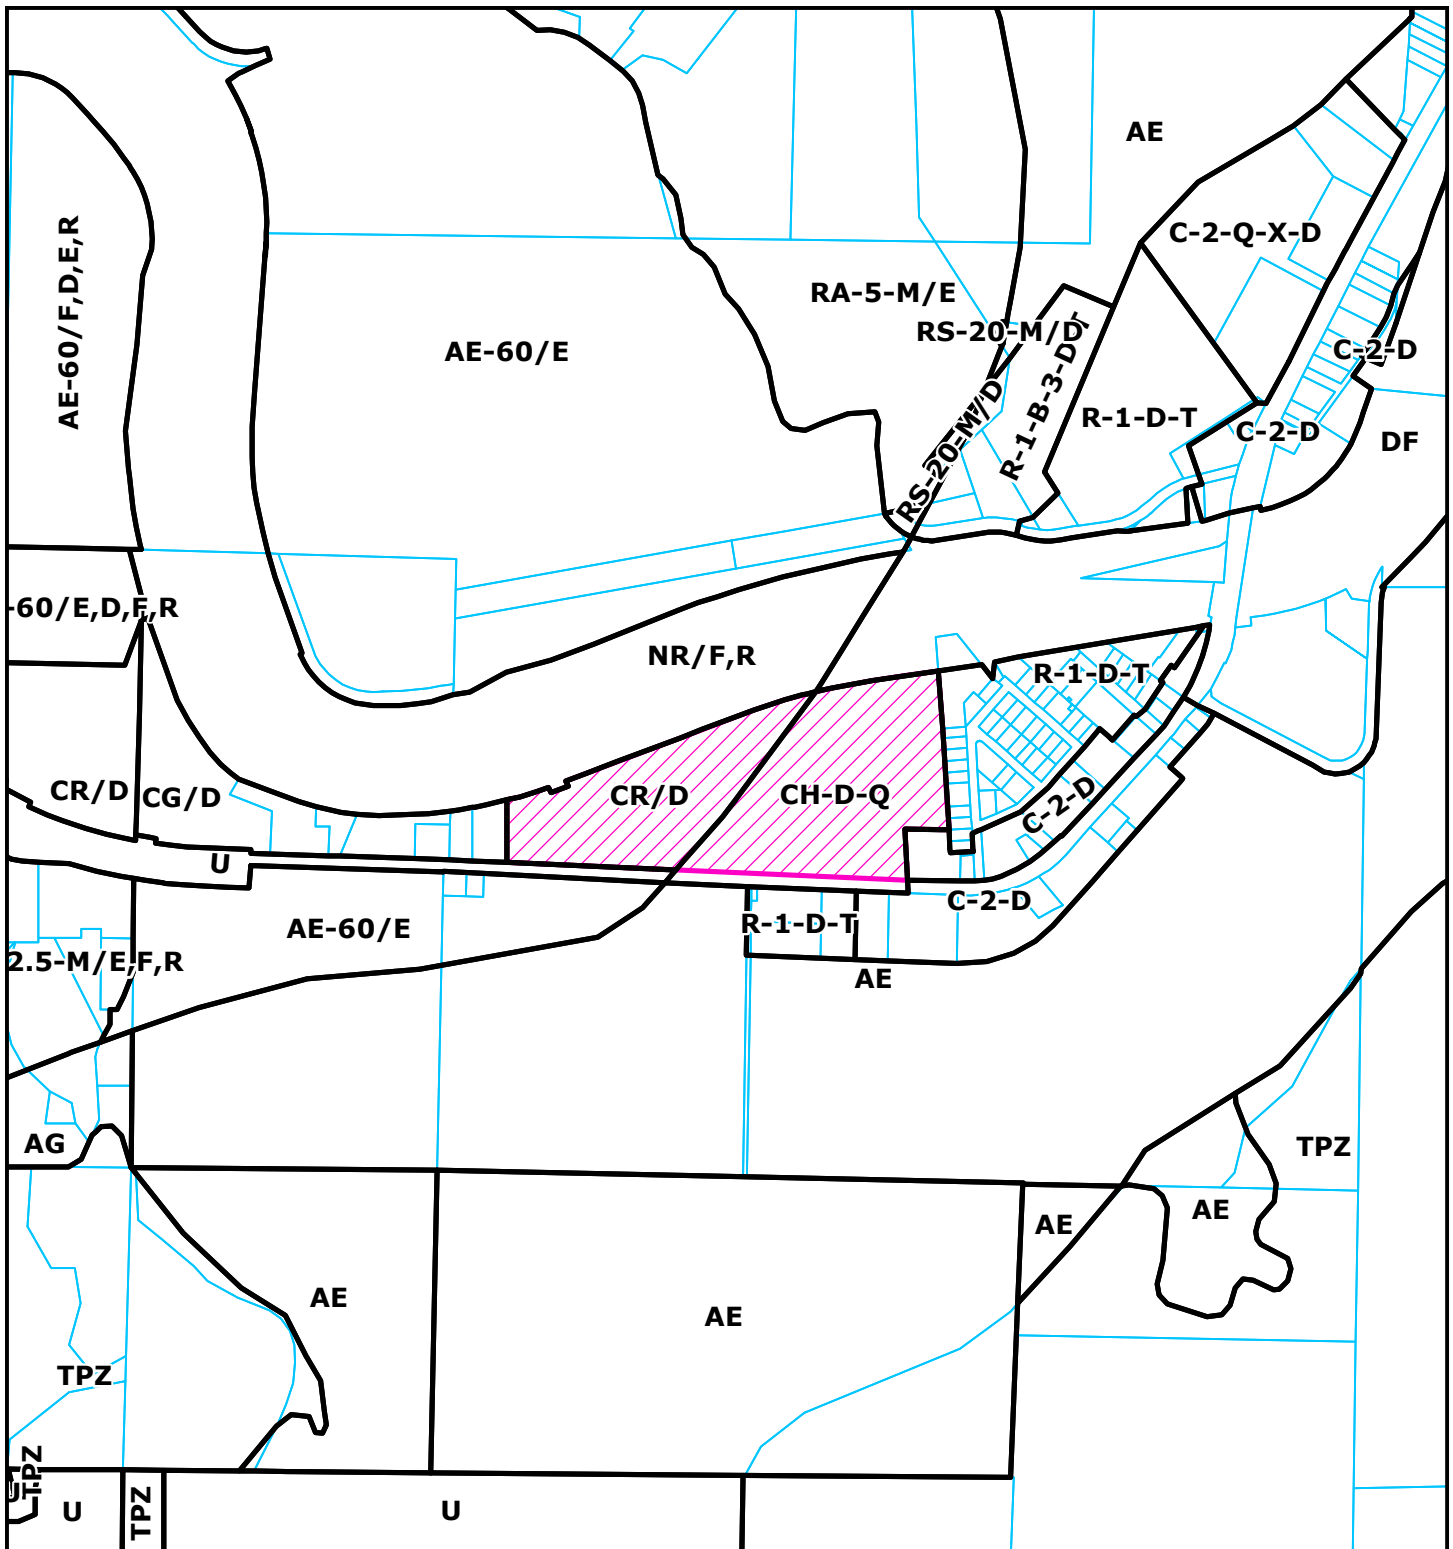 AE
AE-60/F,D,E,R
C-2-Q-X-D
RA-5-M/E
RS-20-M/D
AE-60/E
C-2-D
R-1-B-3-D-T
RS-20-M/D
R-1-D-T
C-2-D
DF
-60/E,D,F,R
NR/F,R
R-1-D-T
CR/D
CG/D
CR/D
CH-D-Q
C-2-D
U
C-2-D
R-1-D-T
AE-60/E
2.5-M/E,F,R
AE
AG
TPZ
AE
AE
AE
AE
TPZ
TPZ
U
U
TPZ
U